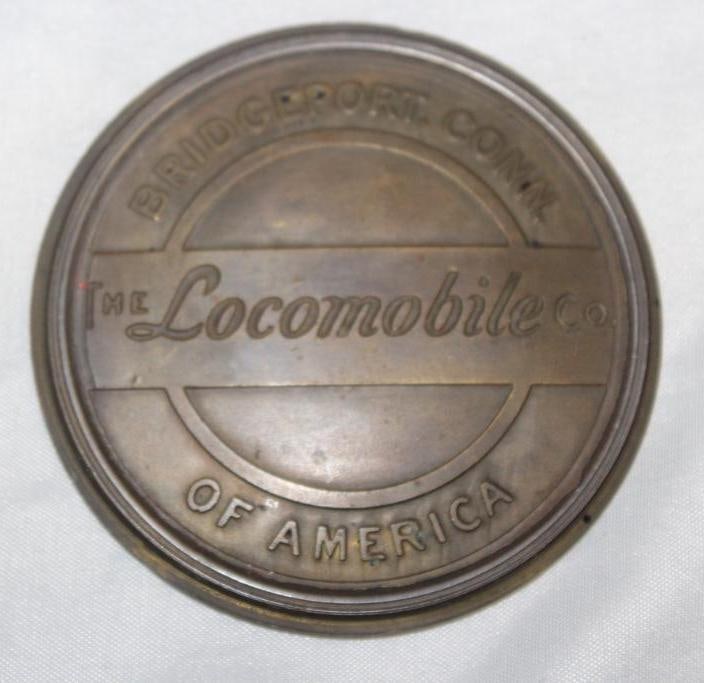 BRIDGEPORT. CONN.
THE Locomobile Co.
OF AMERICA